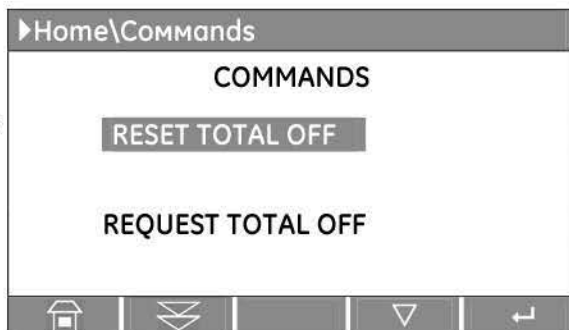 Home\Commands
COMMANDS
RESET TOTAL OFF
REQUEST TOTAL OFF